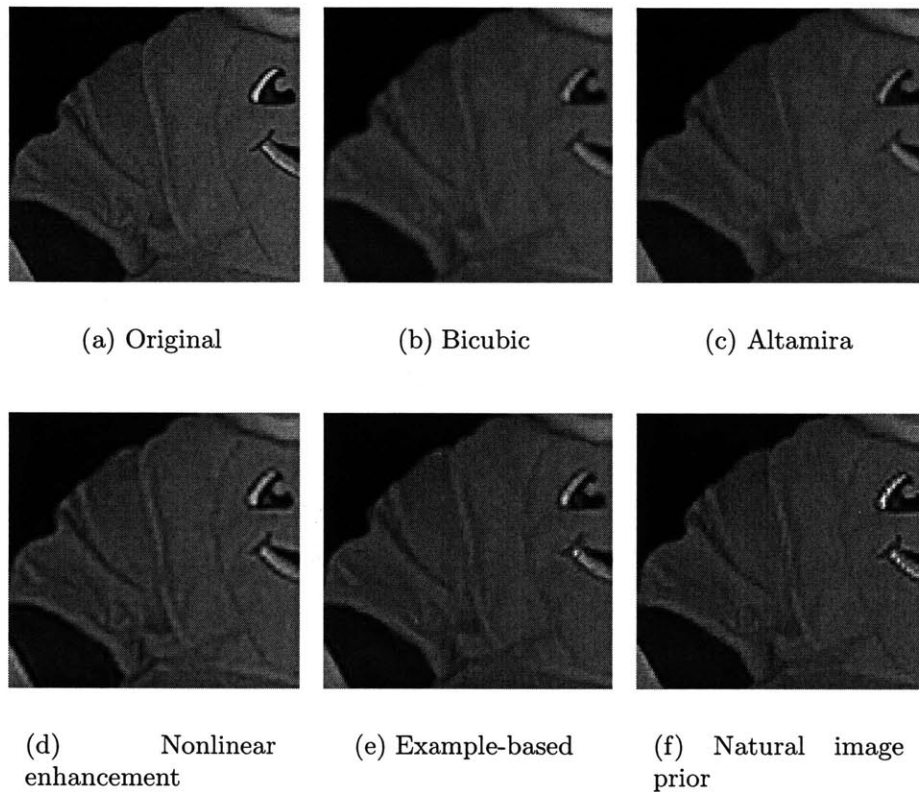 (a) Original
(b) Bicubic
(c) Altamira
(d) Nonlinear
enhancement
(e) Example-based
(f) Natural image
prior